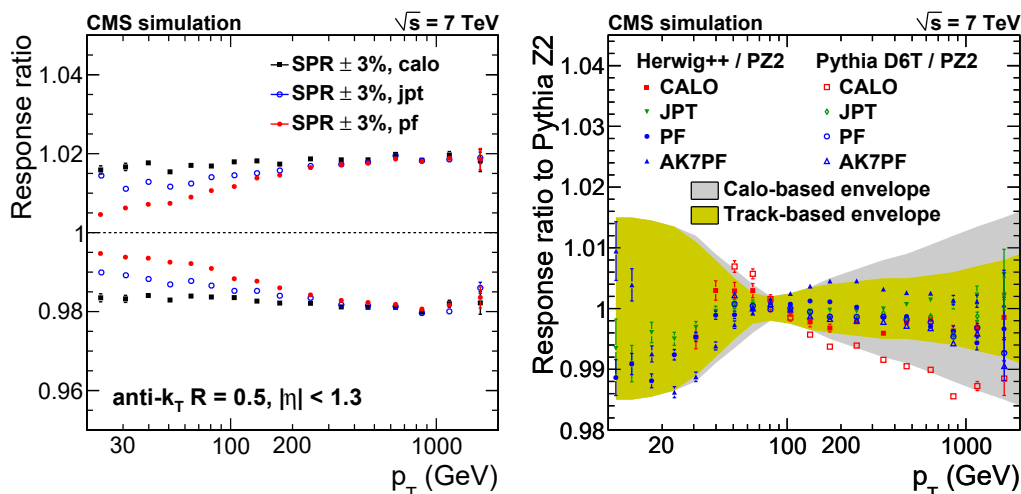 CMS simulation √s = 7 TeV
Response ratio
1.04
1.02
1
0.98
0.96
SPR ± 3%, calo
SPR ± 3%, jpt
SPR ± 3%, pf
anti-k_T R = 0.5, |η| < 1.3
30 100 200 1000
p_T (GeV)
CMS simulation √s = 7 TeV
Response ratio to Pythia Z2
1.04
1.03
1.02
1.01
1
0.99
0.98
Herwig++ / PZ2 Pythia D6T / PZ2
CALO CALO
JPT JPT
PF PF
AK7PF AK7PF
Calo-based envelope
Track-based envelope
20 100 200 1000
p_T (GeV)